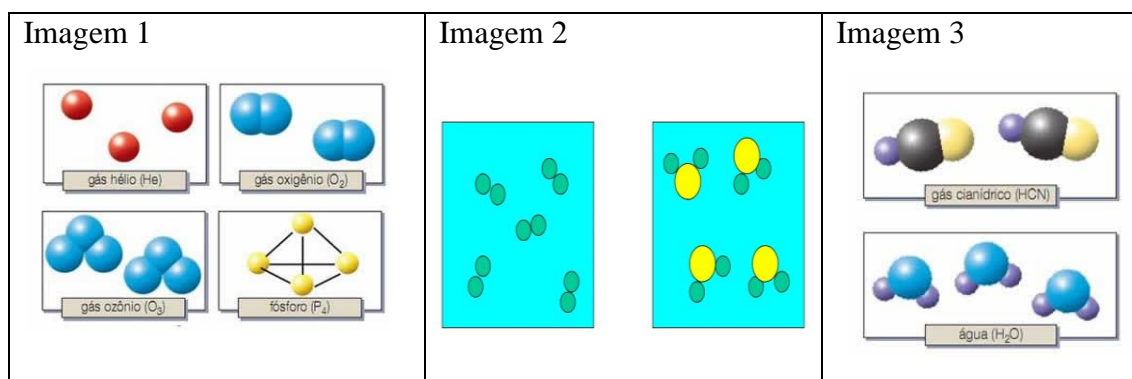 Imagem 1
gás hélio (He)
gás oxigênio (O₂)
gás ozônio (O₃)
fósforo (P₄)
Imagem 2
Imagem 3
gás cianídrico (HCN)
água (H₂O)